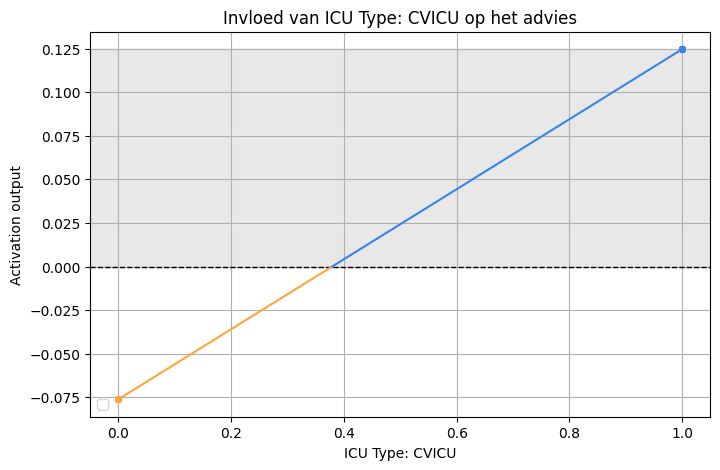 Invloed van ICU Type: CVICU op het advies
Activation output
0.125
0.100
0.075
0.050
0.025
0.000
−0.025
−0.050
−0.075
0.0 0.2 0.4 0.6 0.8 1.0
ICU Type: CVICU